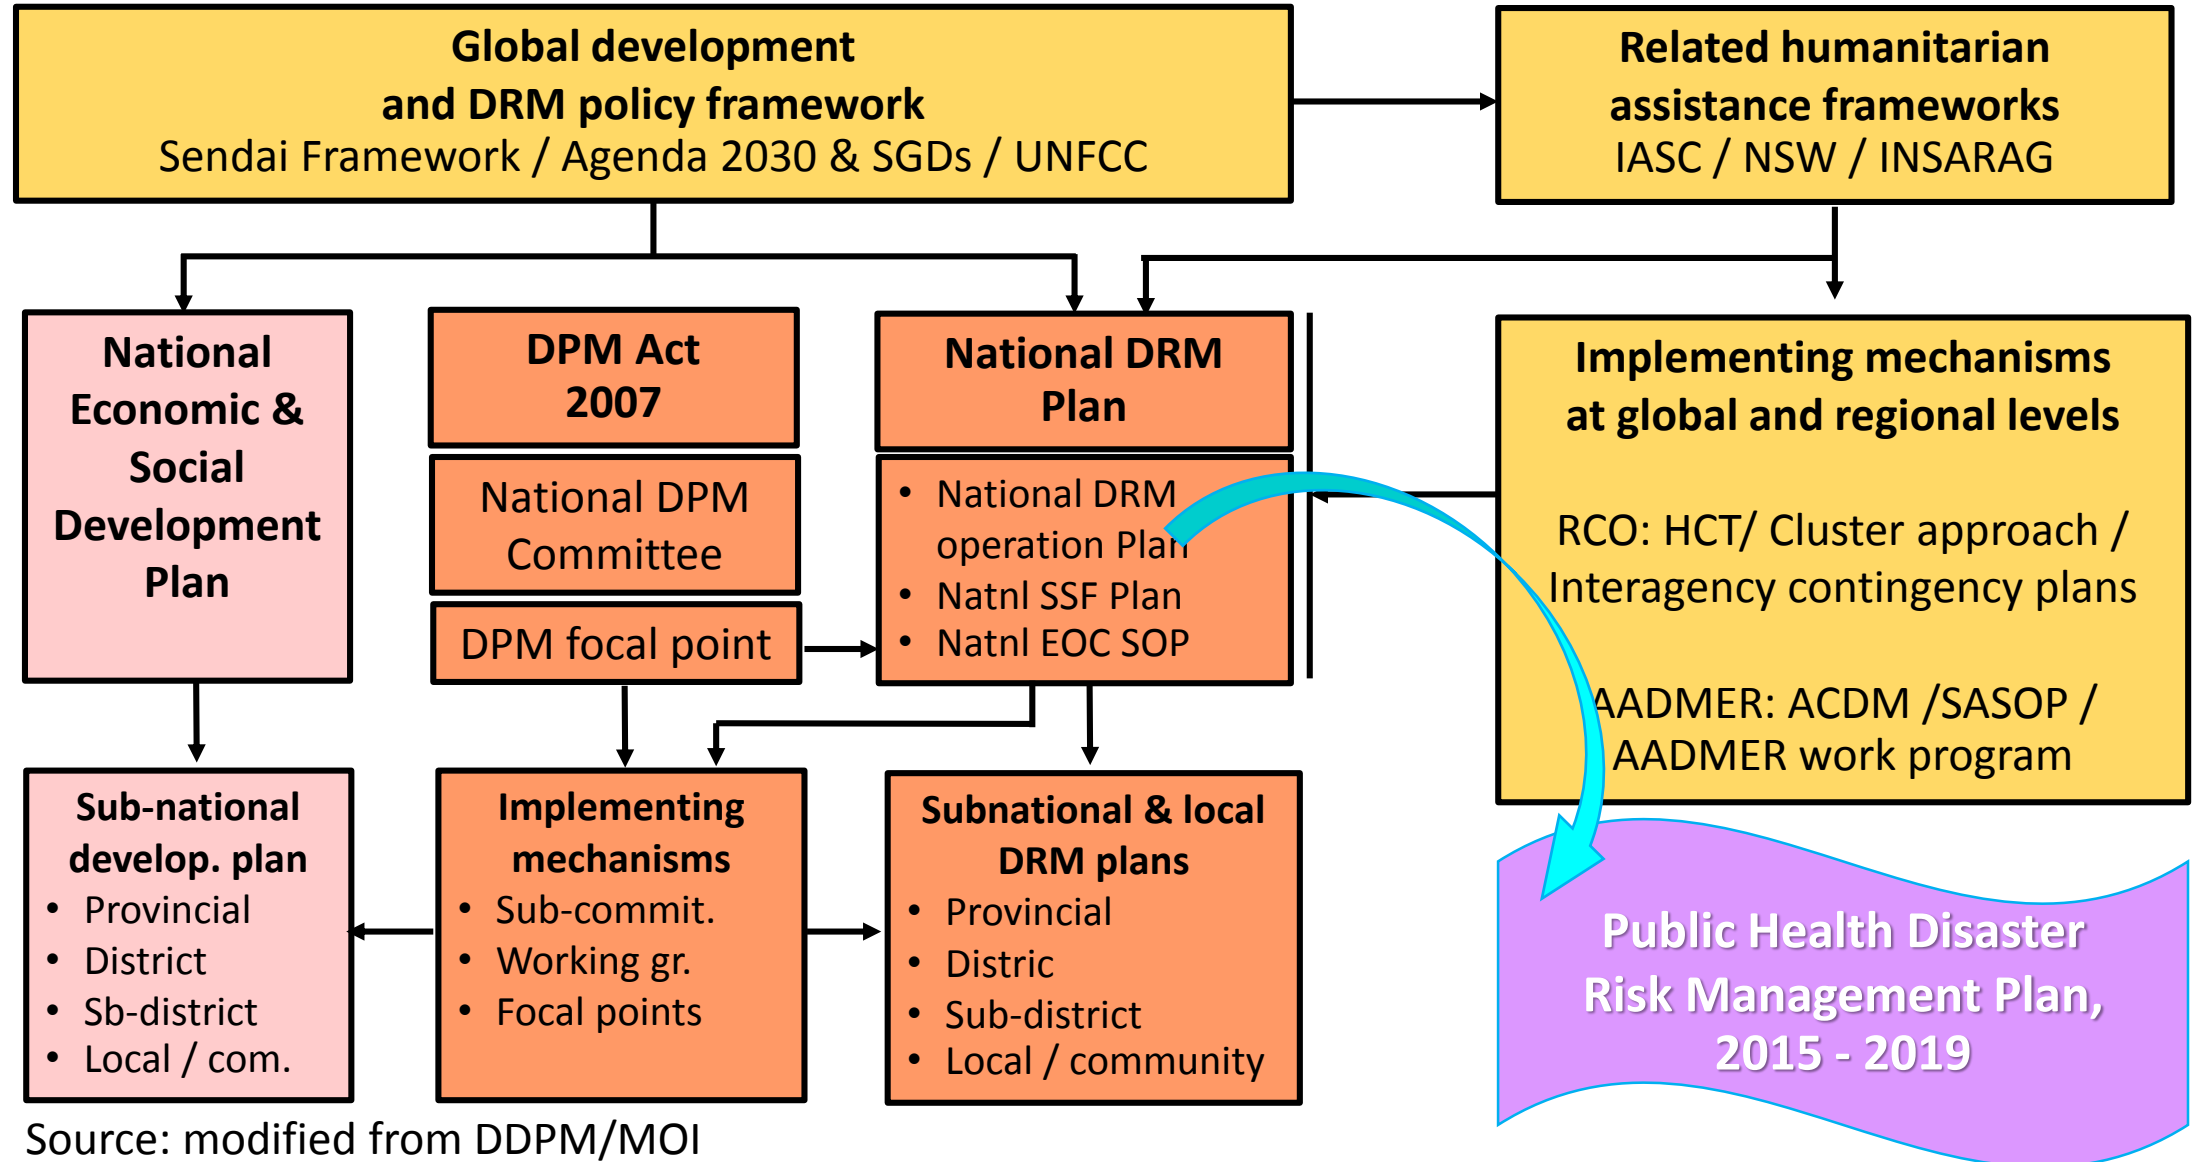 Global development
and DRM policy framework
Sendai Framework / Agenda 2030 & SGDs / UNFCC
Related humanitarian
assistance frameworks
IASC / NSW / INSARAG
National
Economic &
Social
Development
Plan
DPM Act
2007
National DPM
Committee
DPM focal point
National DRM
Plan
• National DRM
operation Plan
• Natnl SSF Plan
• Natnl EOC SOP
Implementing mechanisms
at global and regional levels
RCO: HCT/ Cluster approach /
Interagency contingency plans
AADMER: ACDM /SASOP /
AADMER work program
Sub-national
develop. plan
• Provincial
• District
• Sb-district
• Local / com.
Implementing
mechanisms
• Sub-commit.
• Working gr.
• Focal points
Subnational & local
DRM plans
• Provincial
• Distric
• Sub-district
• Local / community
Public Health Disaster
Risk Management Plan,
2015 - 2019
Source: modified from DDPM/MOI